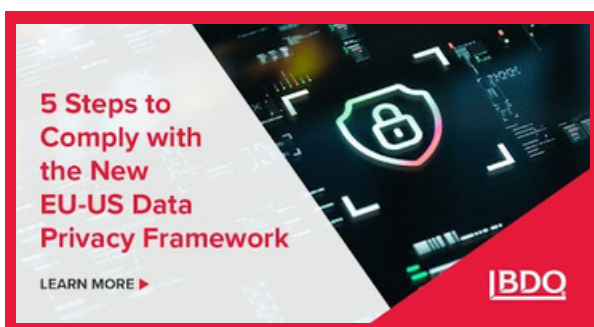 5 Steps to
Comply with
the New
EU-US Data
Privacy Framework
LEARN MORE
BDO